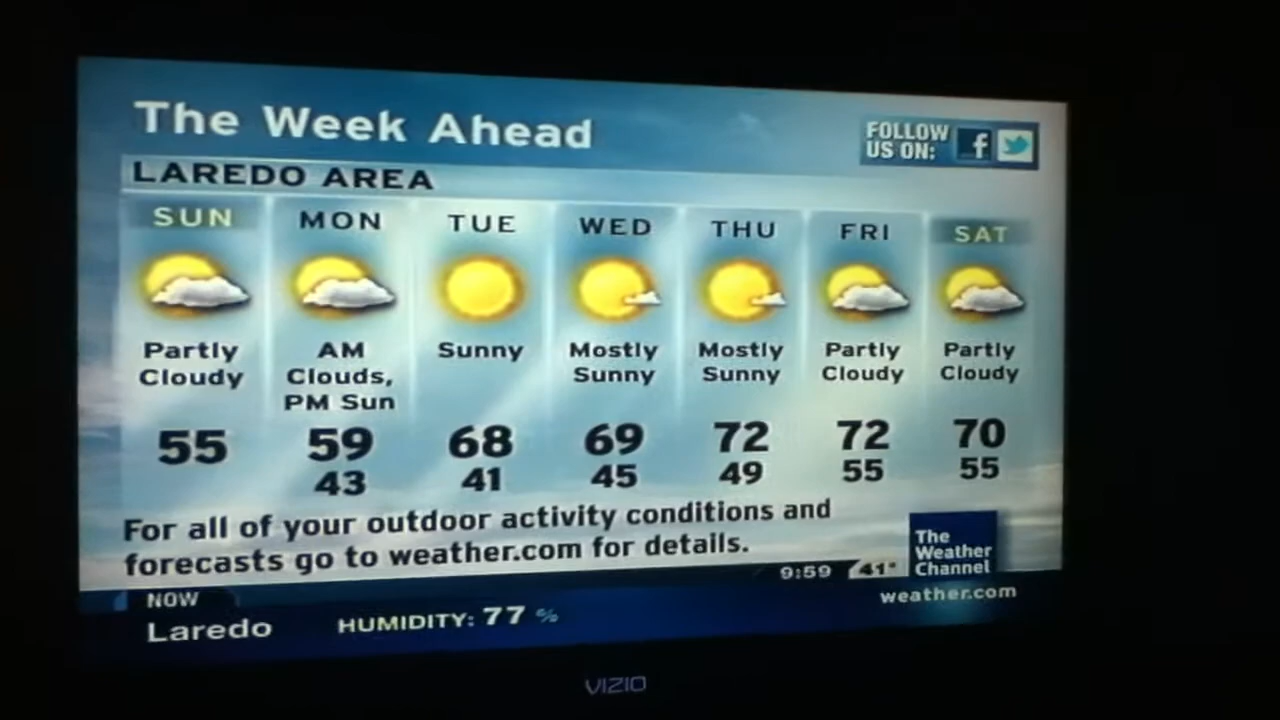 The Week Ahead
FOLLOW
US ON:
LAREDO AREA
SUN MON TUE WED THU FRI SAT
Partly
Cloudy
AM
Clouds,
PM Sun
Sunny
Mostly
Sunny
Mostly
Sunny
Partly
Cloudy
Partly
Cloudy
55 59 68 69 72 72 70
43 41 45 49 55 55
For all of your outdoor activity conditions and
forecasts go to weather.com for details.
The
Weather
Channel
9:59 41°
weather.com
NOW
Laredo HUMIDITY: 77 %
VIZIO